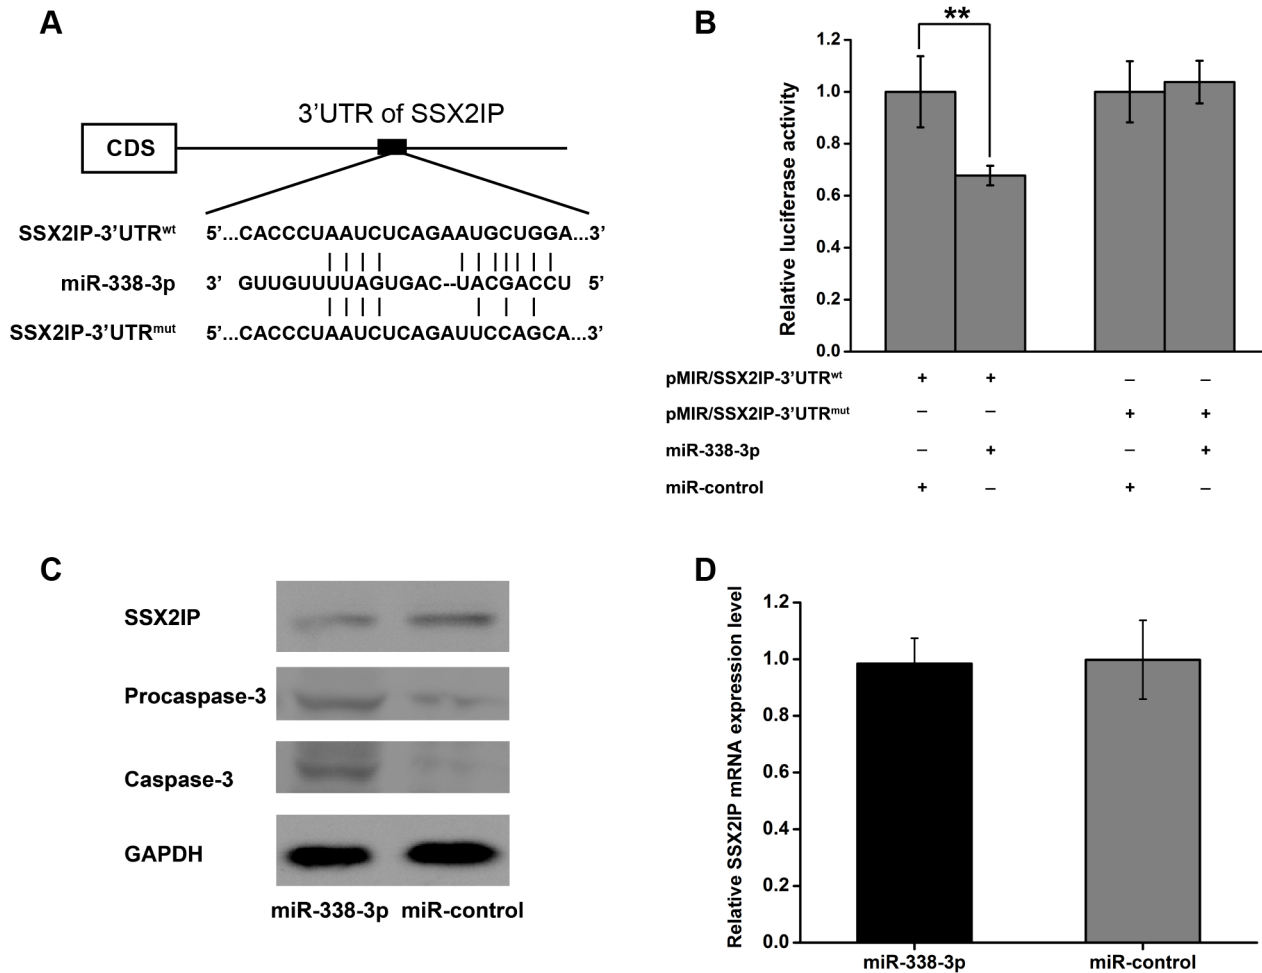 A
3’UTR of SSX2IP
CDS
SSX2IP-3’UTRwt 5’...CACCCUAAUCUCAGAAUGCUGGA...3’
miR-338-3p 3’ GUUGUUUUAGUGAC--UACGACCU 5’
SSX2IP-3’UTRmut 5’...CACCCUAAUCUCAGAUUCCAGCA...3’
B
**
Relative luciferase activity
1.2
1.0
0.8
0.6
0.4
0.2
0.0
pMIR/SSX2IP-3’UTRwt + + – –
pMIR/SSX2IP-3’UTRmut – – + +
miR-338-3p – + – +
miR-control + – + –
C
SSX2IP
Procaspase-3
Caspase-3
GAPDH
miR-338-3p miR-control
D
Relative SSX2IP mRNA expression level
1.2
1.0
0.8
0.6
0.4
0.2
0.0
miR-338-3p miR-control